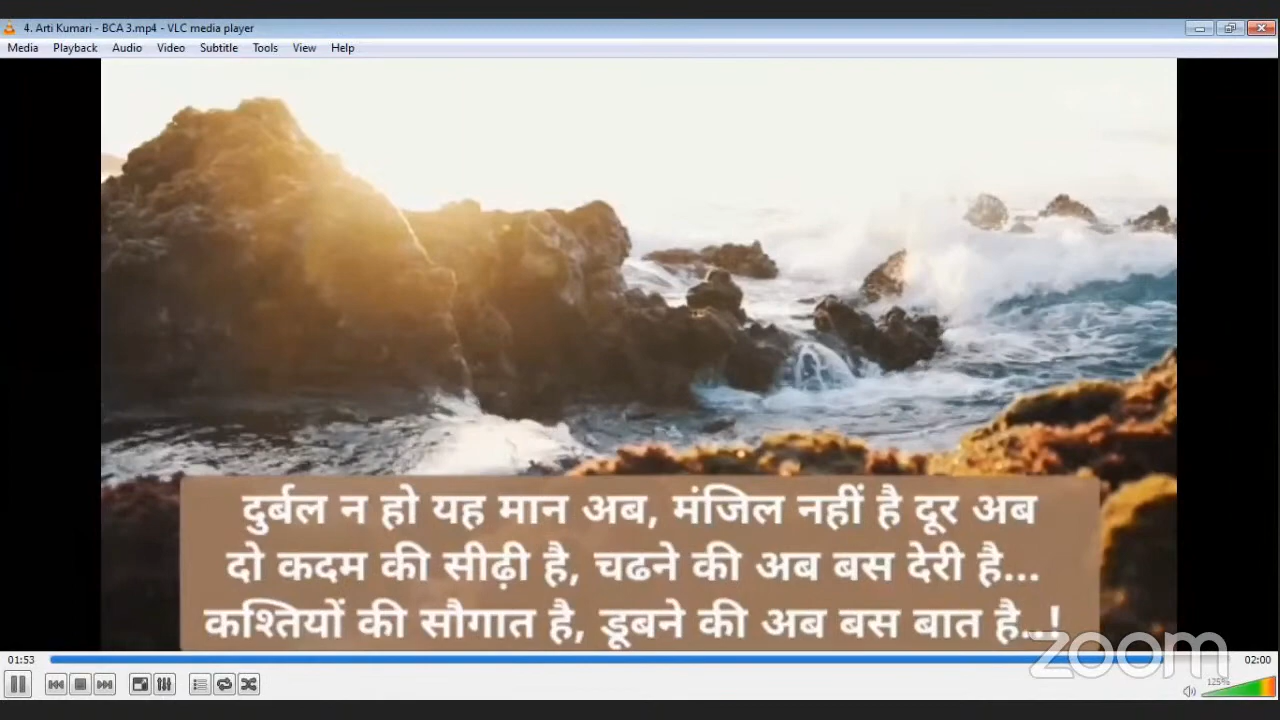 4. Arti Kumari - BCA 3.mp4 - VLC media player
Media Playback Audio Video Subtitle Tools View Help
दुर्बल न हो यह मान अब, मंजिल नहीं है दूर अब
दो कदम की सीढ़ी है, चढने की अब बस देरी है...
कश्तियों की सौगात है, डूबने की अब बस बात है..!
01:53
02:00
zoom
125%